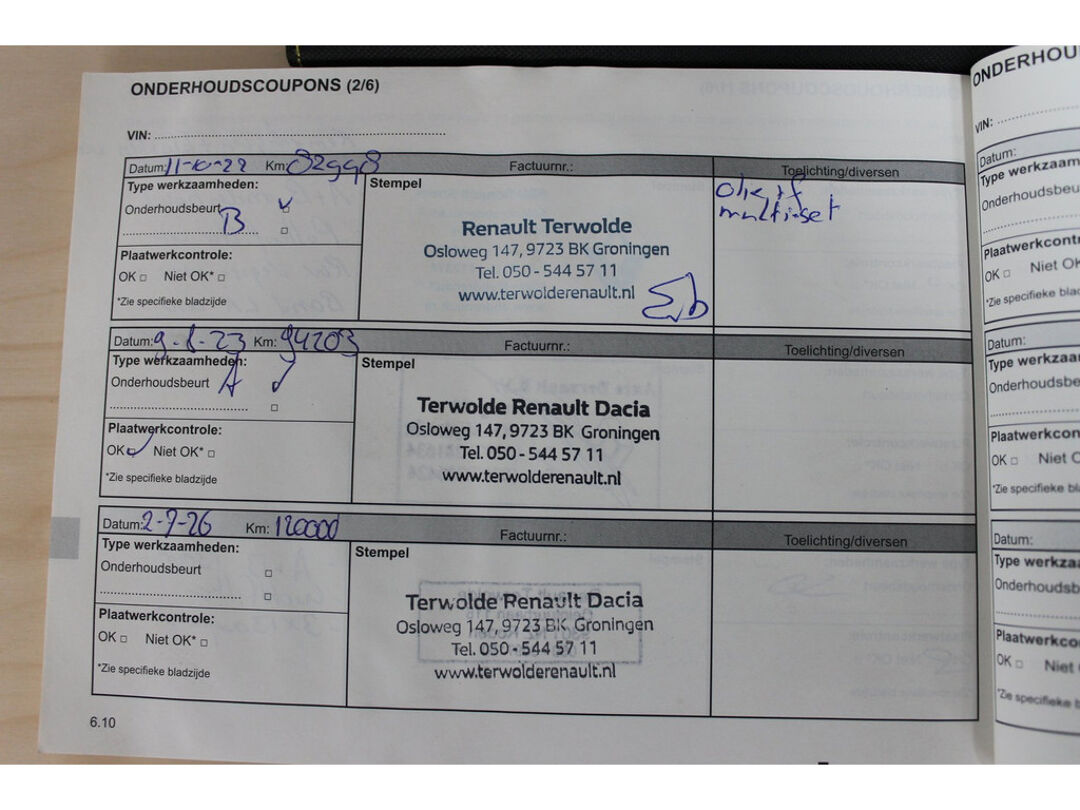 ONDERHOUDSCOUPONS (2/6)
VIN:
Datum: 11-10-22 Km: 82998 Factuurnr.: Toelichting/diversen
Type werkzaamheden: Stempel
Onderhoudsbeurt B
multi-set
Plaatwerkcontrole:
OK □ Niet OK* □
*Zie specifieke bladzijde
Renault Terwolde
Osloweg 147, 9723 BK Groningen
Tel. 050 - 544 57 11
www.terwolderenault.nl
Datum: 9-8-23 Km: 94203 Factuurnr.: Toelichting/diversen
Type werkzaamheden: Stempel
Onderhoudsbeurt A
Plaatwerkcontrole:
OK Niet OK* □
*Zie specifieke bladzijde
Terwolde Renault Dacia
Osloweg 147, 9723 BK Groningen
Tel. 050 - 544 57 11
www.terwolderenault.nl
Datum: 2-7-26 Km: 120000 Factuurnr.: Toelichting/diversen
Type werkzaamheden: Stempel
Onderhoudsbeurt □
Plaatwerkcontrole:
OK □ Niet OK* □
*Zie specifieke bladzijde
Terwolde Renault Dacia
Osloweg 147, 9723 BK Groningen
Tel. 050 - 544 57 11
www.terwolderenault.nl
6.10
ONDERHOU
VIN:
Datum:
Type werkzaam
Onderhoudsbeu
Plaatwerkcont
OK □ Niet OK
*Zie specifieke blad
Datum:
Type werkzaam
Onderhoudsbe
Plaatwerkcon
OK □ Niet O
*Zie specifieke bla
Datum:
Type werkza
Onderhoudsb
Plaatwerkco
OK □ Niet
*Zie specifieke b